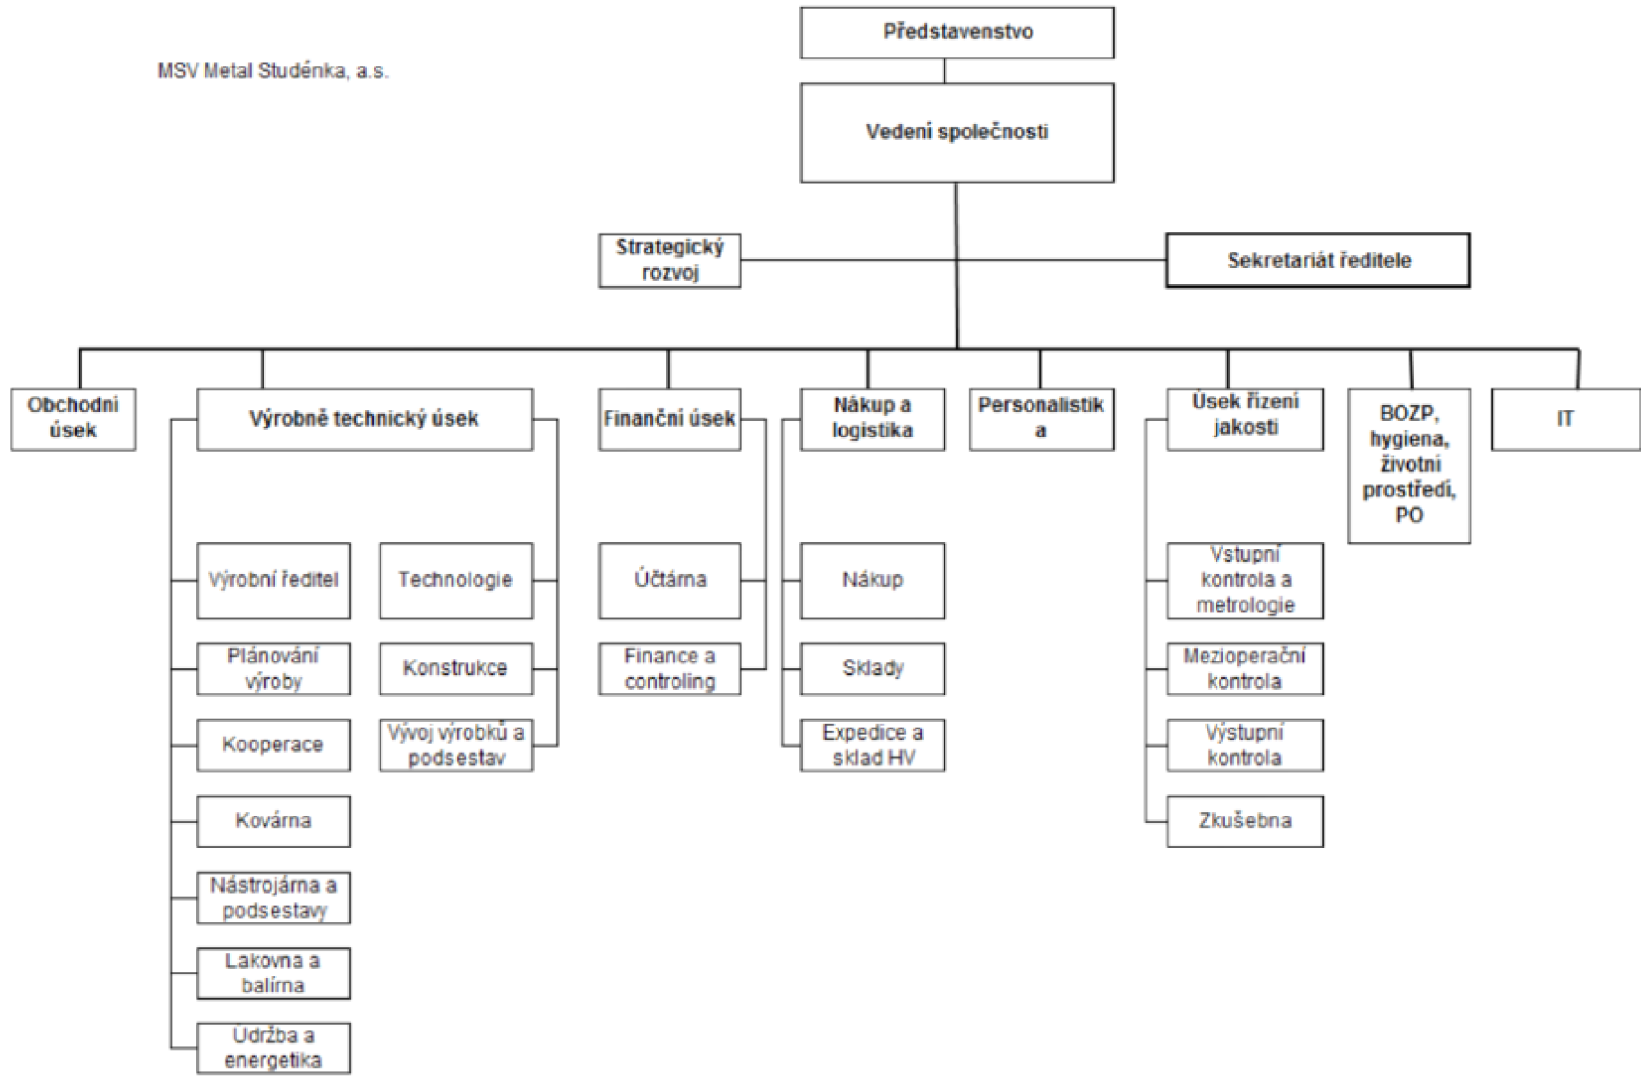 Představenstvo
MSV Metal Studénka, a.s.
Vedení společnosti
Strategický
rozvoj
Sekretariát ředitele
Obchodní
úsek
Výrobně technický úsek
Finanční úsek
Nákup a
logistika
Personalistik
a
Úsek řízení
jakosti
BOZP,
hygiena,
životní
prostředí,
PO
IT
Výrobní ředitel
Technologie
Účtárna
Nákup
Vstupní
kontrola a
metrologie
Plánování
výroby
Konstrukce
Finance a
controling
Sklady
Mezioperační
kontrola
Kooperace
Vývoj výrobků a
podsestav
Expedice a
sklad HV
Výstupní
kontrola
Kovárna
Zkušebna
Nástrojárna a
podsestavy
Lakovna a
balírna
Údržba a
energetika